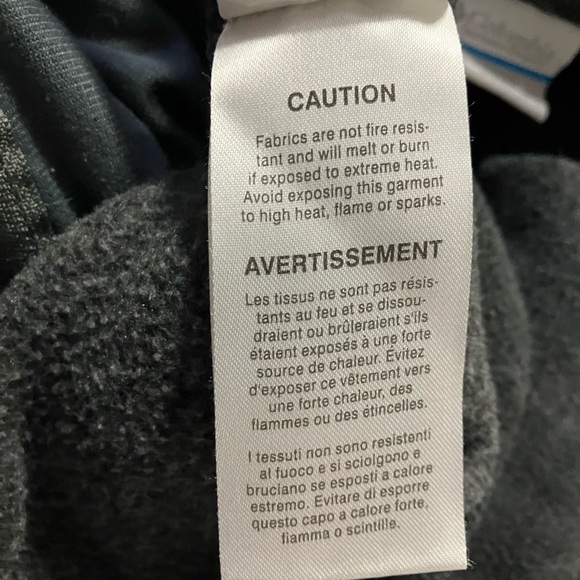 Columbia
CAUTION
Fabrics are not fire resis-
tant and will melt or burn
if exposed to extreme heat.
Avoid exposing this garment
to high heat, flame or sparks.
AVERTISSEMENT
Les tissus ne sont pas résis-
tants au feu et se dissou-
draient ou brûleraient s'ils
étaient exposés à une forte
source de chaleur. Évitez
d'exposer ce vêtement vers
une forte chaleur, des
flammes ou des étincelles.
I tessuti non sono resistenti
al fuoco e si sciolgono e
bruciano se esposti a calore
estremo. Evitare di esporre
questo capo a calore forte,
fiamma o scintille.